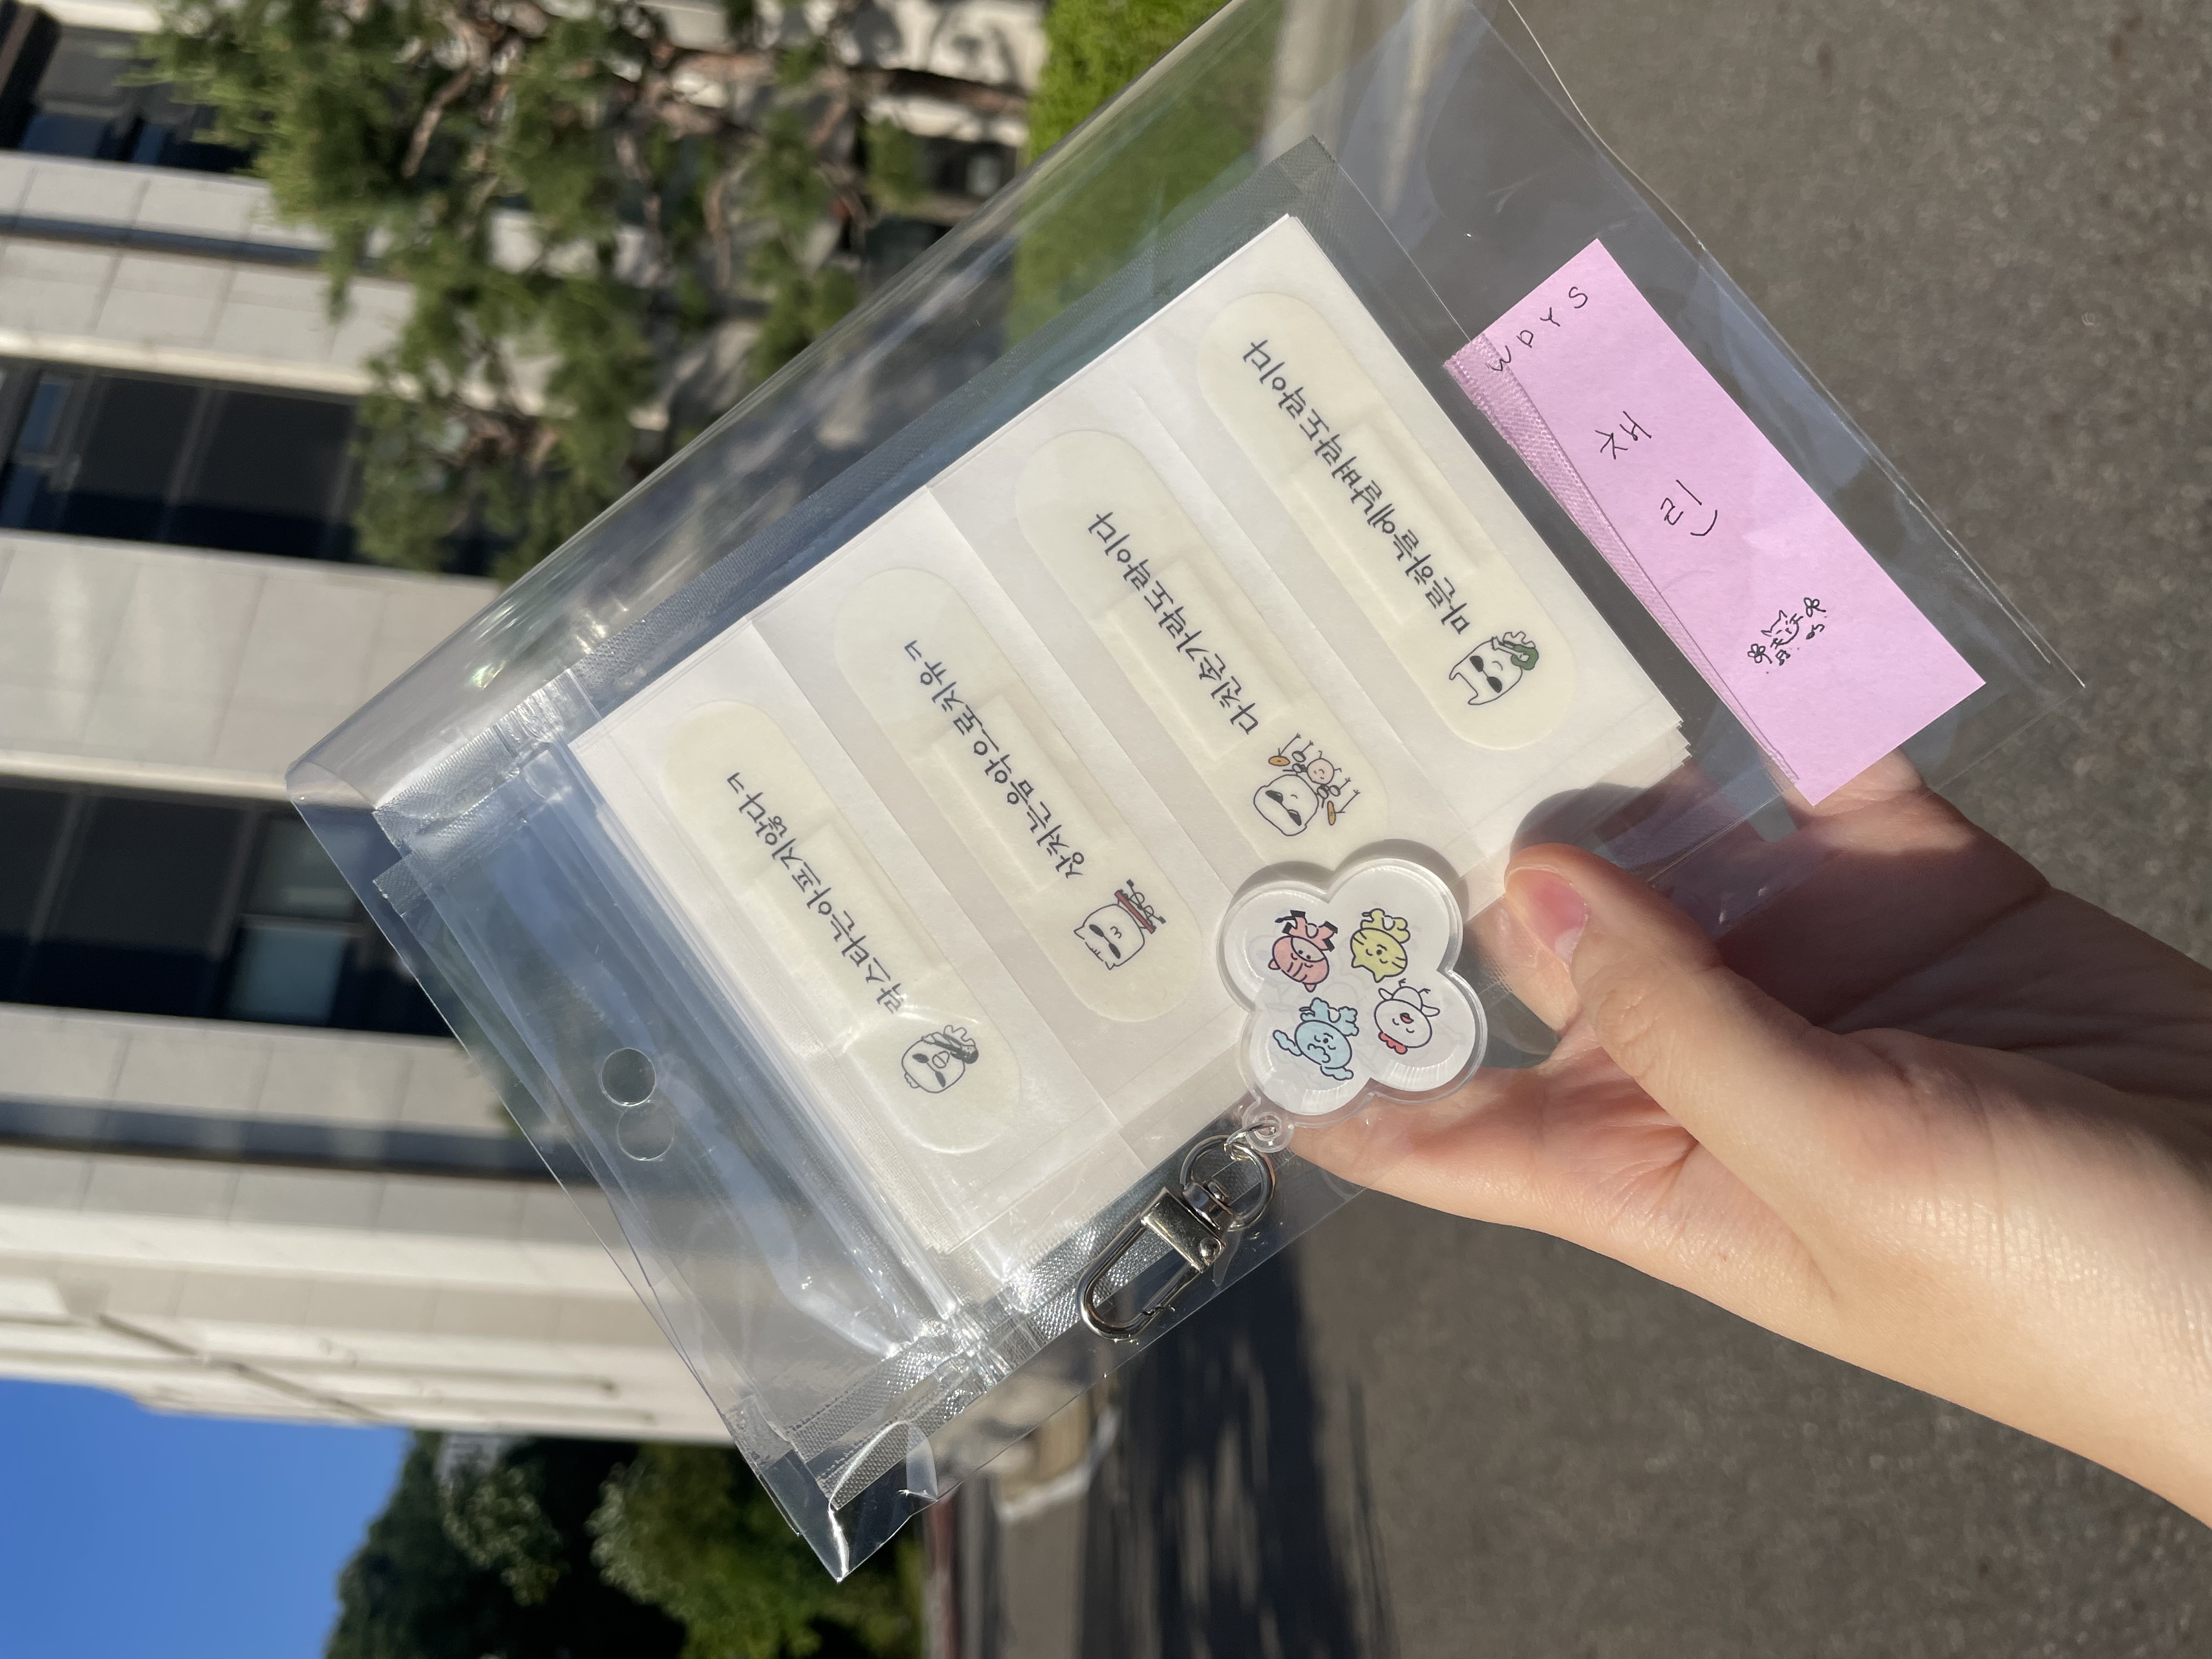 락스타는아프지않다ㅋ
상처는음악으로치유ㅋ
다친손가락도락이다
마른하늘에날벼락도락이다
ways
채린